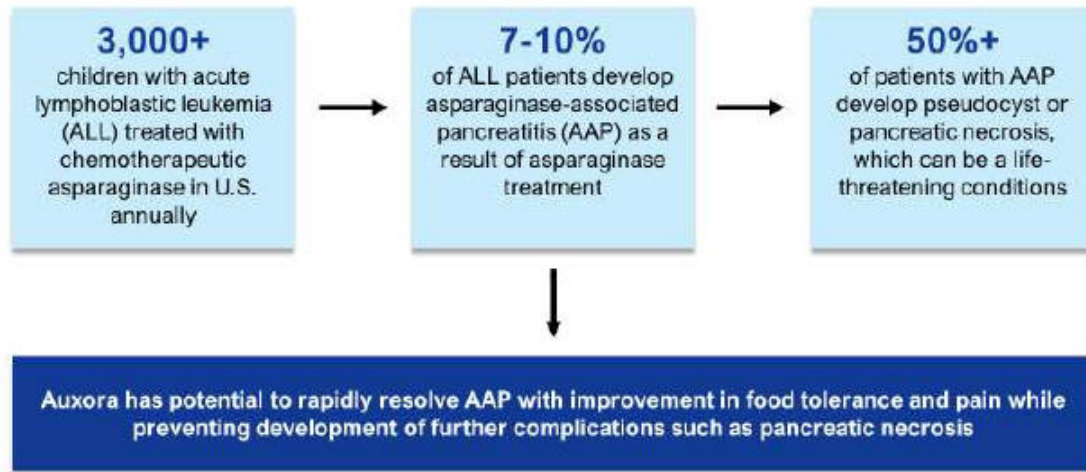 3,000+
children with acute
lymphoblastic leukemia
(ALL) treated with
chemotherapeutic
asparaginase in U.S.
annually
7-10%
of ALL patients develop
asparaginase-associated
pancreatitis (AAP) as a
result of asparaginase
treatment
50%+
of patients with AAP
develop pseudocyst or
pancreatic necrosis,
which can be a life-
threatening conditions
Auxora has potential to rapidly resolve AAP with improvement in food tolerance and pain while
preventing development of further complications such as pancreatic necrosis